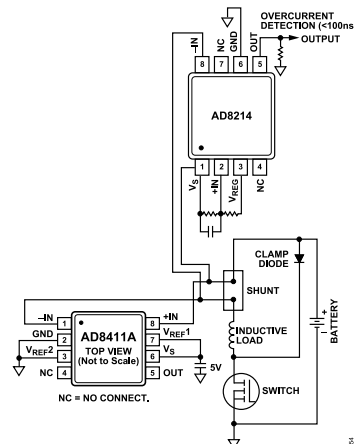 OVERCURRENT
DETECTION (<100ns
OUTPUT
–IN
NC
GND
OUT
8
7
6
5
AD8214
1
2
3
4
VS
+IN
VREG
NC
CLAMP
DIODE
SHUNT
BATTERY
INDUCTIVE
LOAD
SWITCH
–IN
GND
VREF2
NC
1
2
3
4
AD8411A
TOP VIEW
(Not to Scale)
8
7
6
5
+IN
VREF1
VS
OUT
5V
NC = NO CONNECT.
54